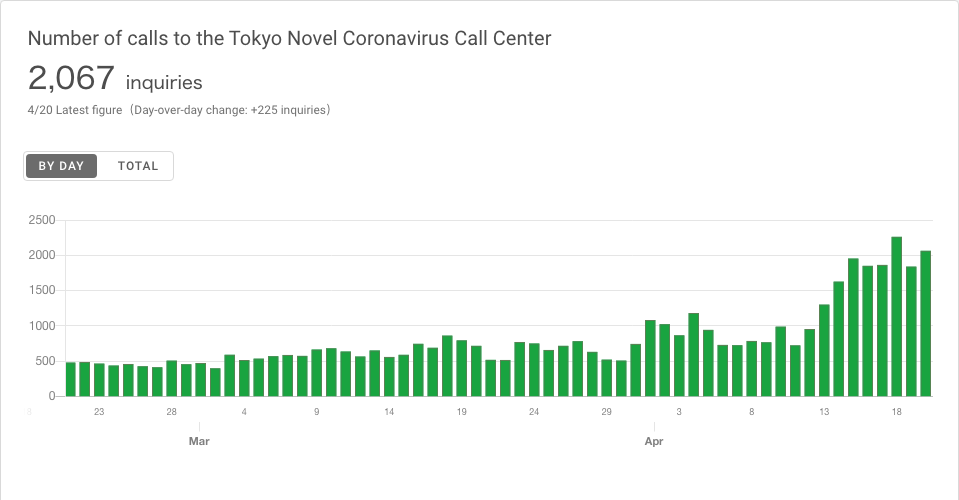 Number of calls to the Tokyo Novel Coronavirus Call Center
2,067 inquiries
4/20 Latest figure（Day-over-day change: +225 inquiries）
BY DAY TOTAL
2500
2000
1500
1000
500
0
23 28 4 9 14 19 24 29 3 8 13 18
Mar Apr